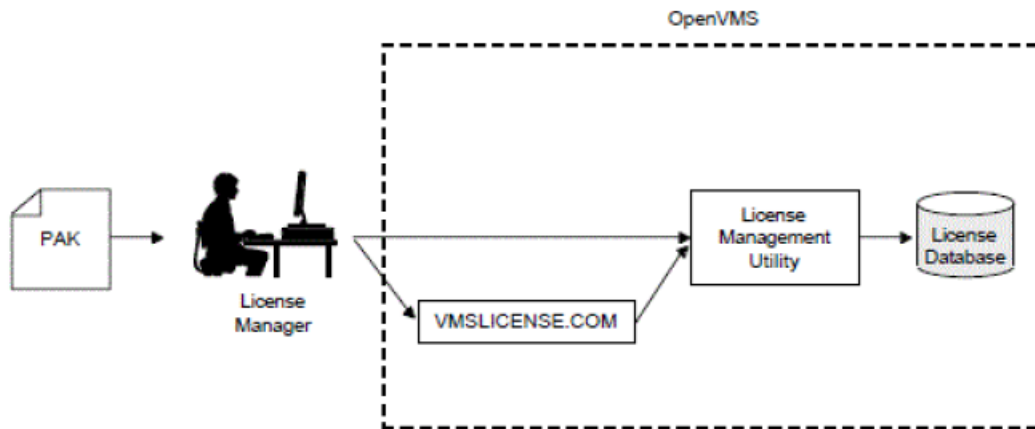 OpenVMS
PAK
License
Manager
VMSLICENSE.COM
License
Management
Utility
License
Database